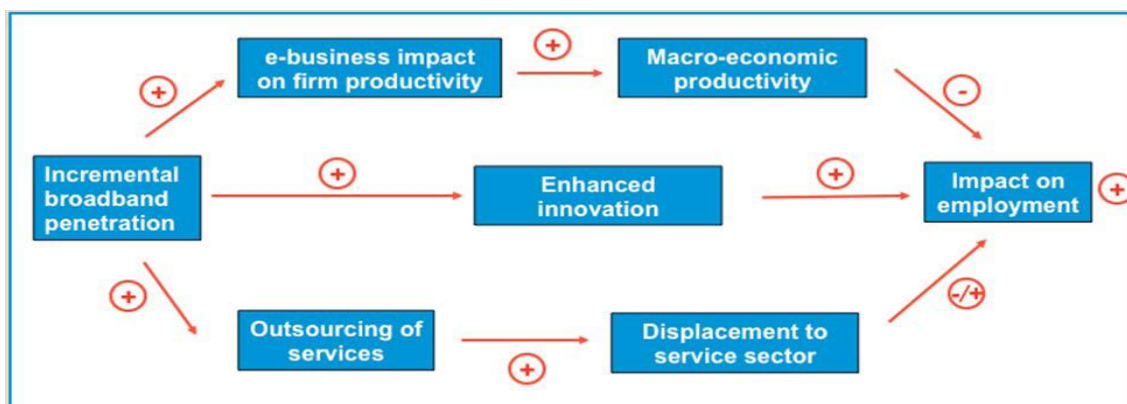 e-business impact
on firm productivity
+
Macro-economic
productivity
+
-
Incremental
broadband
penetration
+
Enhanced
innovation
+
Impact on
employment
+
+
Outsourcing of
services
+
Displacement to
service sector
-/+